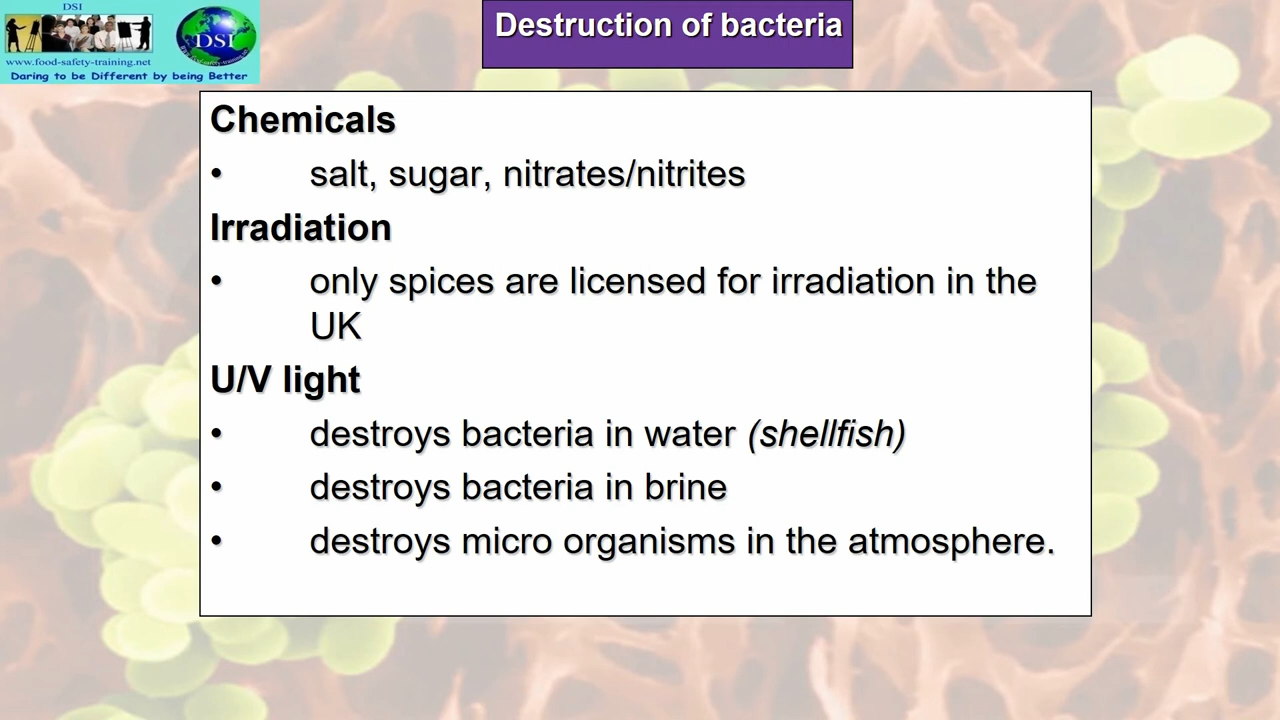 DSI
DSI
www.food-safety-training.net
Daring to be Different by being Better
Destruction of bacteria
Chemicals
• salt, sugar, nitrates/nitrites
Irradiation
• only spices are licensed for irradiation in the
UK
U/V light
• destroys bacteria in water (shellfish)
• destroys bacteria in brine
• destroys micro organisms in the atmosphere.